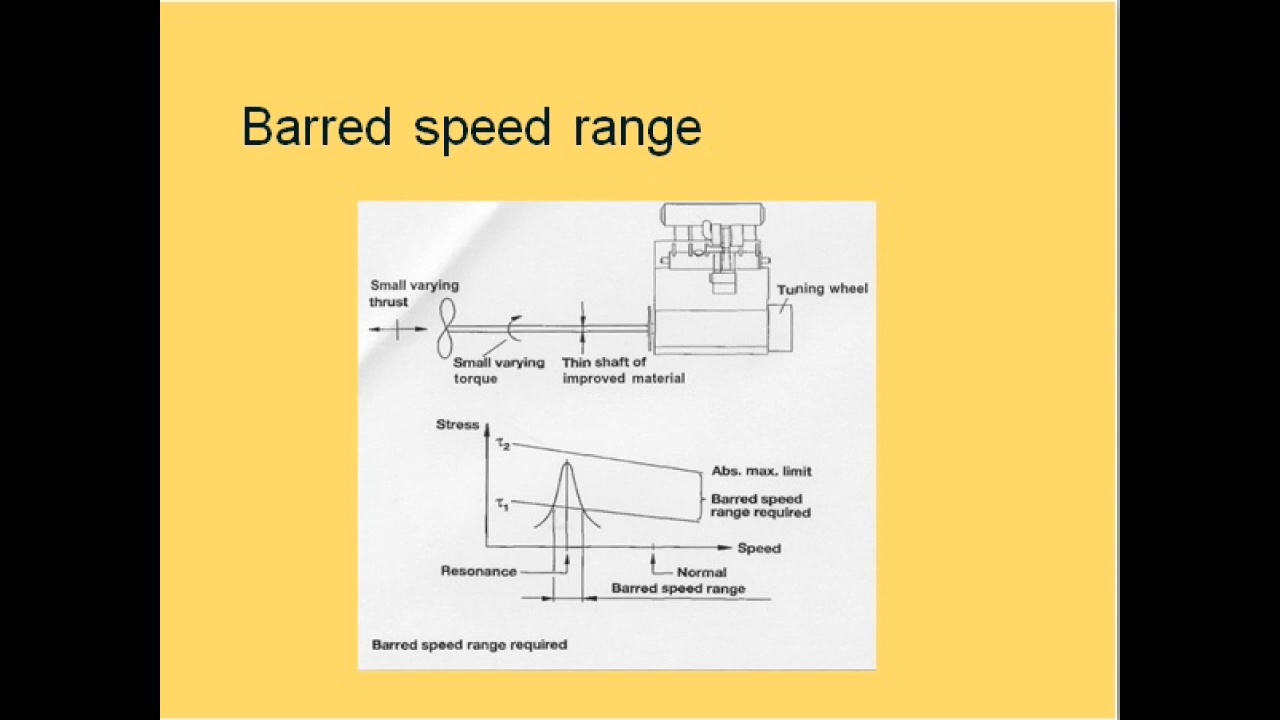 Barred speed range
Small varying
thrust
Tuning wheel
Small varying
torque
Thin shaft of
improved material
Stress
τ2
Abs. max. limit
τ1
Barred speed
range required
Speed
Resonance
Normal
Barred speed range
Barred speed range required